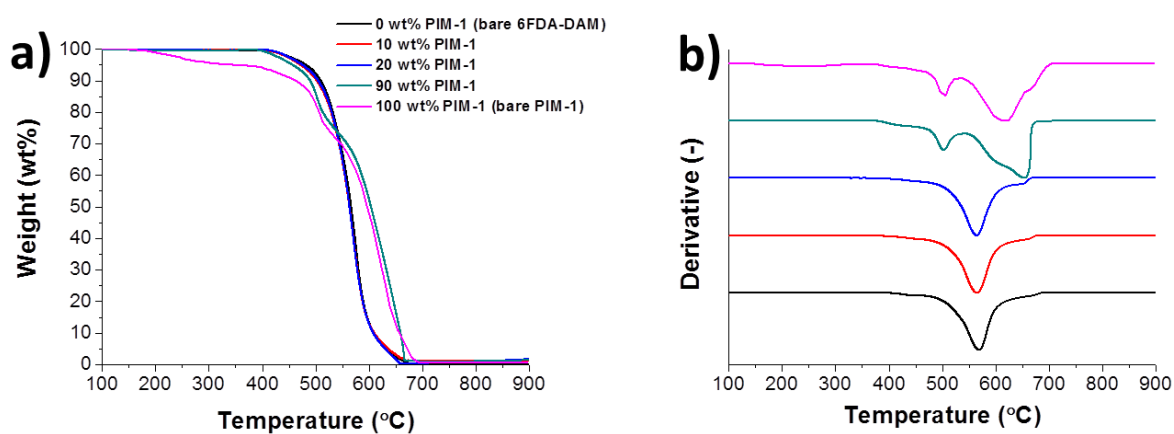 a)
0 wt% PIM-1 (bare 6FDA-DAM)
10 wt% PIM-1
20 wt% PIM-1
90 wt% PIM-1
100 wt% PIM-1 (bare PIM-1)
Weight (wt%)
100
90
80
70
60
50
40
30
20
10
0
100 200 300 400 500 600 700 800 900
Temperature (°C)
b)
Derivative (-)
100 200 300 400 500 600 700 800 900
Temperature (°C)